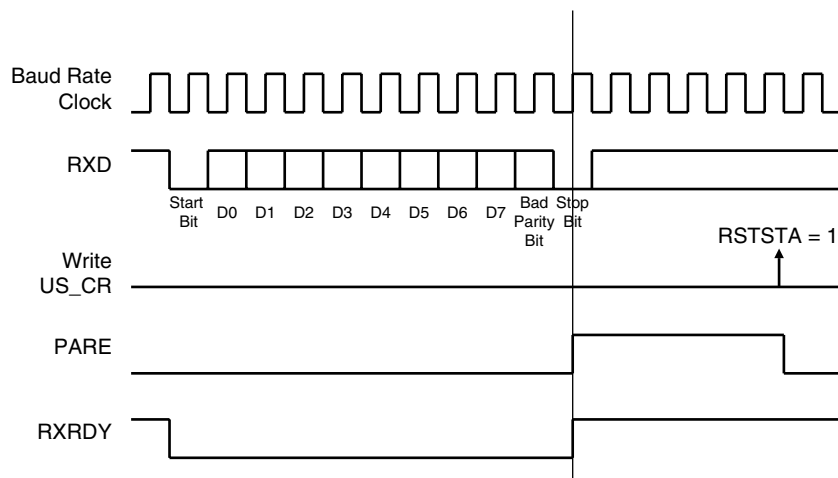 Baud Rate
Clock
RXD
Start
Bit
D0 D1 D2 D3 D4 D5 D6 D7
Bad
Parity
Bit
Stop
Bit
RSTSTA = 1
Write
US_CR
PARE
RXRDY